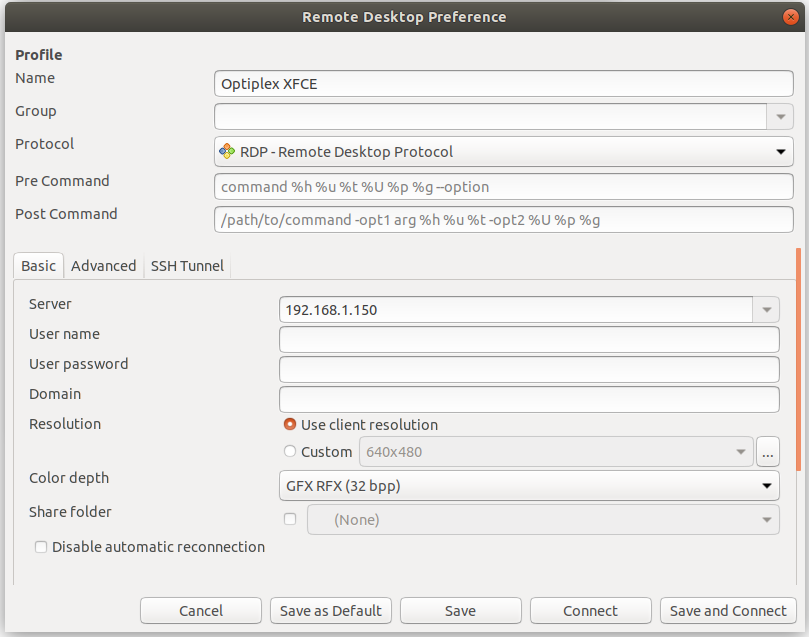 Remote Desktop Preference
Profile
Name
Optiplex XFCE
Group
Protocol
RDP - Remote Desktop Protocol
Pre Command
command %h %u %t %U %p %g --option
Post Command
/path/to/command -opt1 arg %h %u %t -opt2 %U %p %g
Basic Advanced SSH Tunnel
Server
192.168.1.150
User name
User password
Domain
Resolution
Use client resolution
Custom
640x480
...
Color depth
GFX RFX (32 bpp)
Share folder
(None)
Disable automatic reconnection
Cancel Save as Default Save Connect Save and Connect